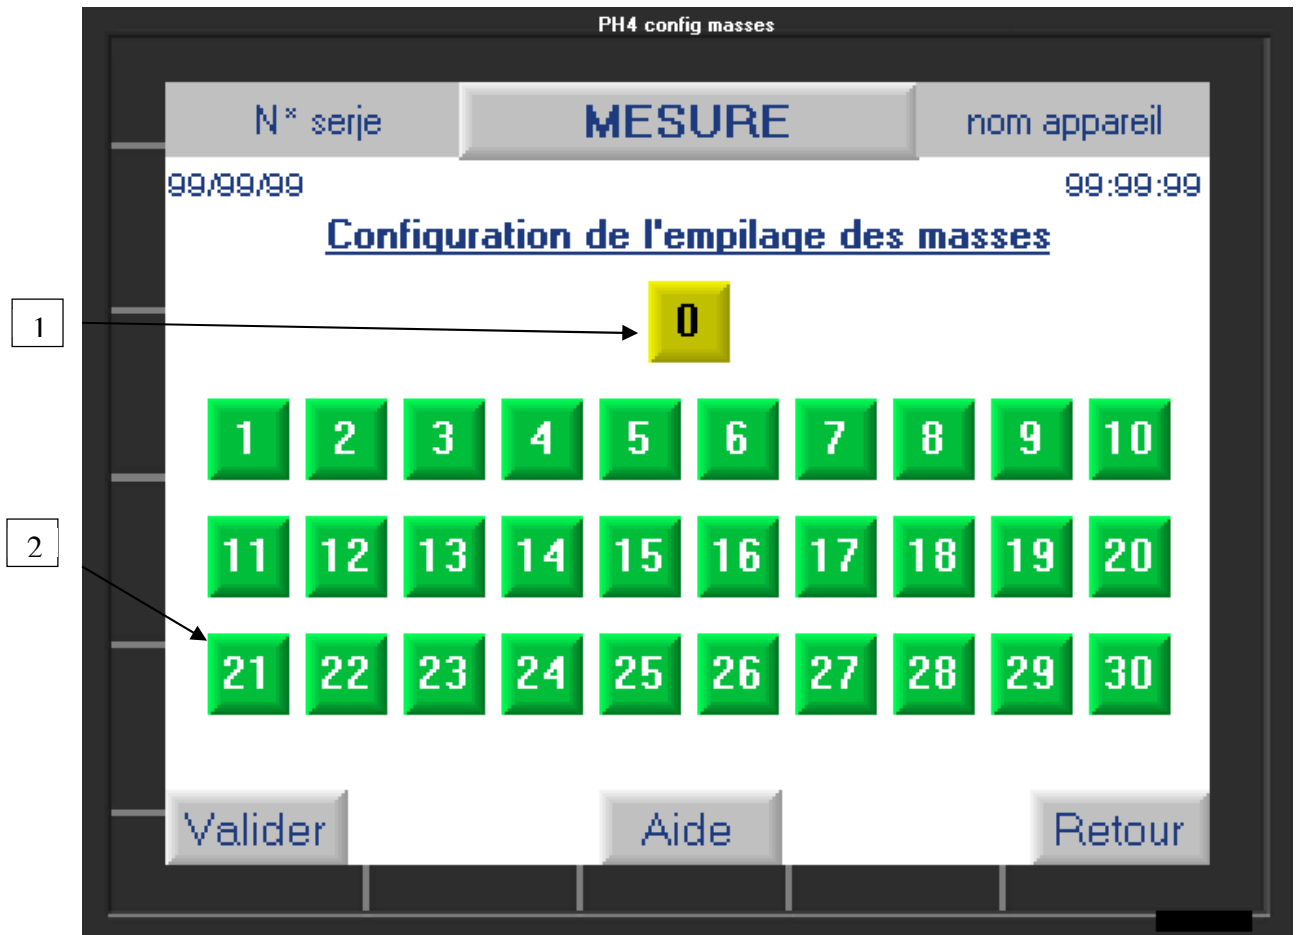 PH4 config masses
N* serje MESURE nom appareil
99/99/99 99:99:99
Configuration de l'empilage des masses
1 0
1 2 3 4 5 6 7 8 9 10
2
11 12 13 14 15 16 17 18 19 20
21 22 23 24 25 26 27 28 29 30
Valider Aide Retour